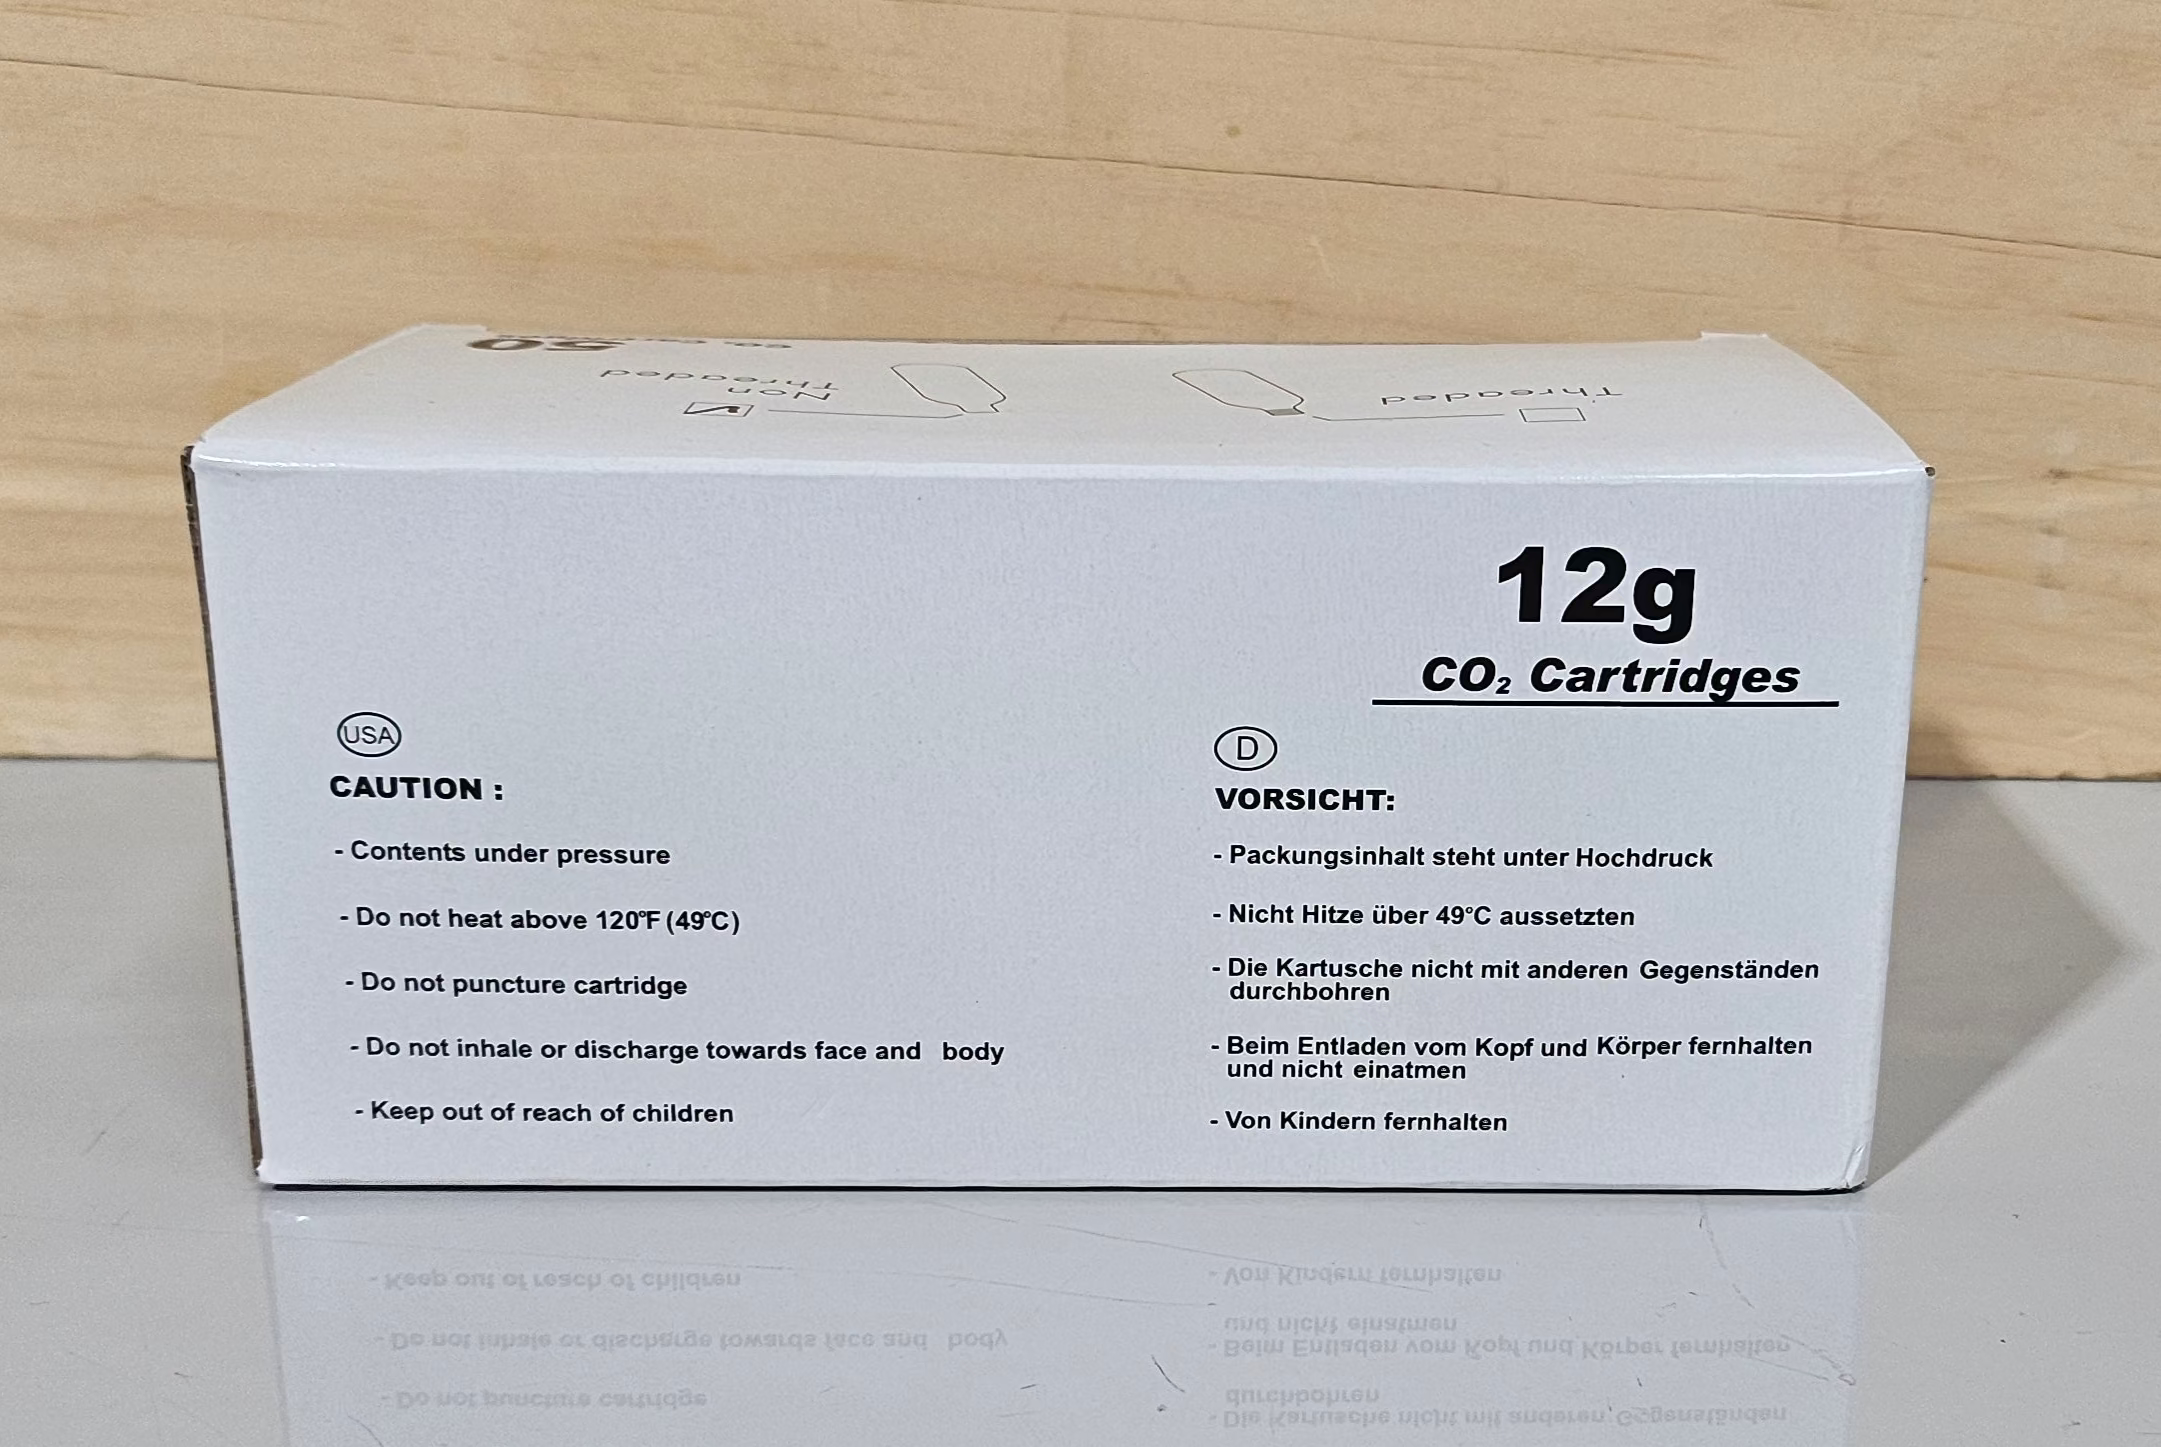 50
Non
Threaded
Threaded
12g
CO₂ Cartridges
USA
CAUTION :
- Contents under pressure
- Do not heat above 120°F (49°C)
- Do not puncture cartridge
- Do not inhale or discharge towards face and body
- Keep out of reach of children
D
VORSICHT:
- Packungsinhalt steht unter Hochdruck
- Nicht Hitze über 49°C aussetzten
- Die Kartusche nicht mit anderen Gegenständen
durchbohren
- Beim Entladen vom Kopf und Körper fernhalten
und nicht einatmen
- Von Kindern fernhalten